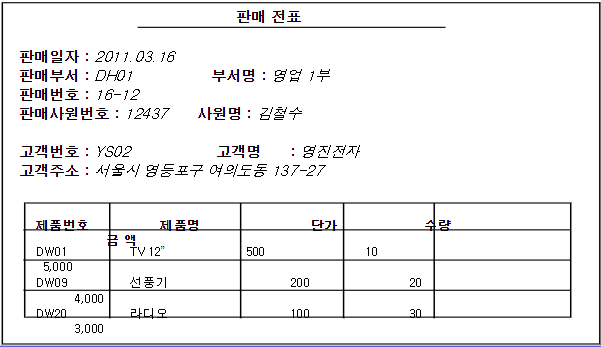 판매 전표
판매일자 : 2011.03.16
판매부서 : DH01 부서명 : 영업 1부
판매번호 : 16-12
판매사원번호 : 12437 사원명 : 김철수
고객번호 : YS02 고객명 : 영진전자
고객주소 : 서울시 영등포구 여의도동 137-27
제품번호 제품명 단가 수량
금 액
DW01 TV 12" 500 10
5,000
DW09 선풍기 200 20
4,000
DW20 라디오 100 30
3,000